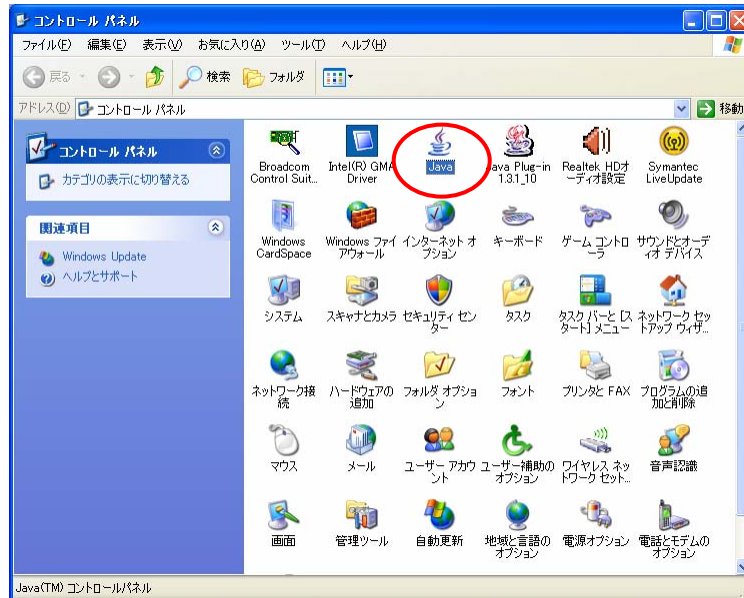 コントロール パネル
ファイル(F) 編集(E) 表示(V) お気に入り(A) ツール(T) ヘルプ(H)
戻る 検索 フォルダ
アドレス(D) コントロール パネル 移動
コントロール パネル
カテゴリの表示に切り替える
関連項目
Windows Update
ヘルプとサポート
Broadcom Control Suit...
Intel(R) GMA Driver
Java
Java Plug-in 1.3.1_10
Realtek HDオーディオ設定
Symantec LiveUpdate
Windows CardSpace
Windows ファイアウォール
インターネット オプション
キーボード
ゲーム コントローラ
サウンドとオーディオ デバイス
システム
スキャナとカメラ
セキュリティ センター
タスク
タスク バーと [スタート] メニュー
ネットワーク セットアップ ウィザ...
ネットワーク接続
ハードウェアの追加
フォルダ オプション
フォント
プリンタと FAX
プログラムの追加と削除
マウス
メール
ユーザー アカウント
ユーザー補助のオプション
ワイヤレス ネットワーク セット...
音声認識
画面
管理ツール
自動更新
地域と言語のオプション
電源オプション
電話とモデムのオプション
Java(TM) コントロールパネル